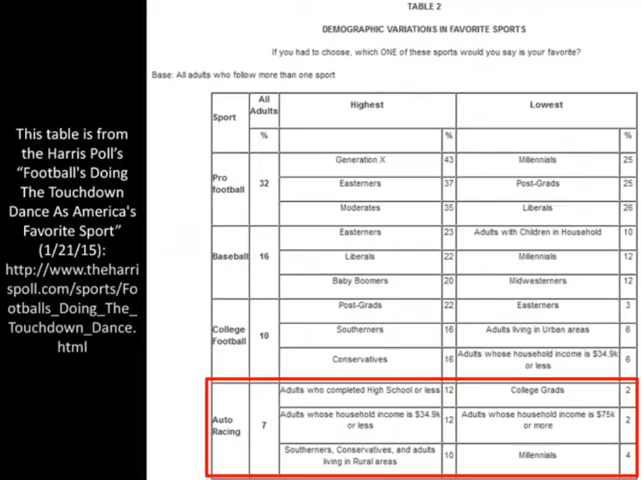 TABLE 2
DEMOGRAPHIC VARIATIONS IN FAVORITE SPORTS
If you had to choose, which ONE of these sports would you say is your favorite?
Base: All adults who follow more than one sport
This table is from
the Harris Poll's
"Football's Doing
The Touchdown
Dance As America's
Favorite Sport"
(1/21/15):
http://www.theharri
spoll.com/sports/Fo
otballs_Doing_The_
Touchdown_Dance.
html
Sport All Adults Highest Lowest
% % %
Pro football 32 Generation X 43 Millennials 25
Easterners 37 Post-Grads 25
Moderates 35 Liberals 26
Baseball 16 Easterners 23 Adults with Children in Household 10
Liberals 22 Millennials 12
Baby Boomers 20 Midwesterners 12
College Football 10 Post-Grads 22 Easterners 3
Southerners 16 Adults living in Urban areas 6
Conservatives 16 Adults whose household income is $34.9k or less 6
Auto Racing 7 Adults who completed High School or less 12 College Grads 2
Adults whose household income is $34.9k or less 12 Adults whose household income is $75k or more 2
Southerners, Conservatives, and adults living in Rural areas 10 Millennials 4